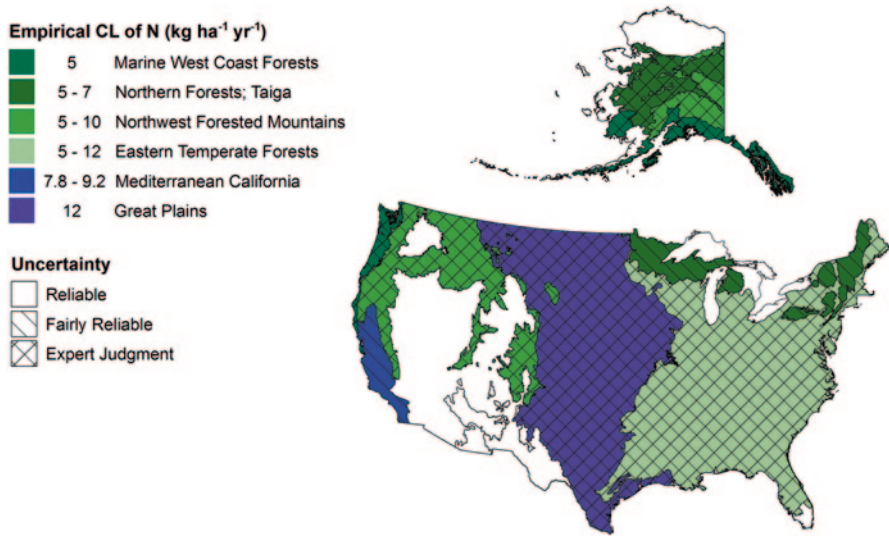 Empirical CL of N (kg ha⁻¹ yr⁻¹)
5 Marine West Coast Forests
5 - 7 Northern Forests; Taiga
5 - 10 Northwest Forested Mountains
5 - 12 Eastern Temperate Forests
7.8 - 9.2 Mediterranean California
12 Great Plains
Uncertainty
Reliable
Fairly Reliable
Expert Judgment